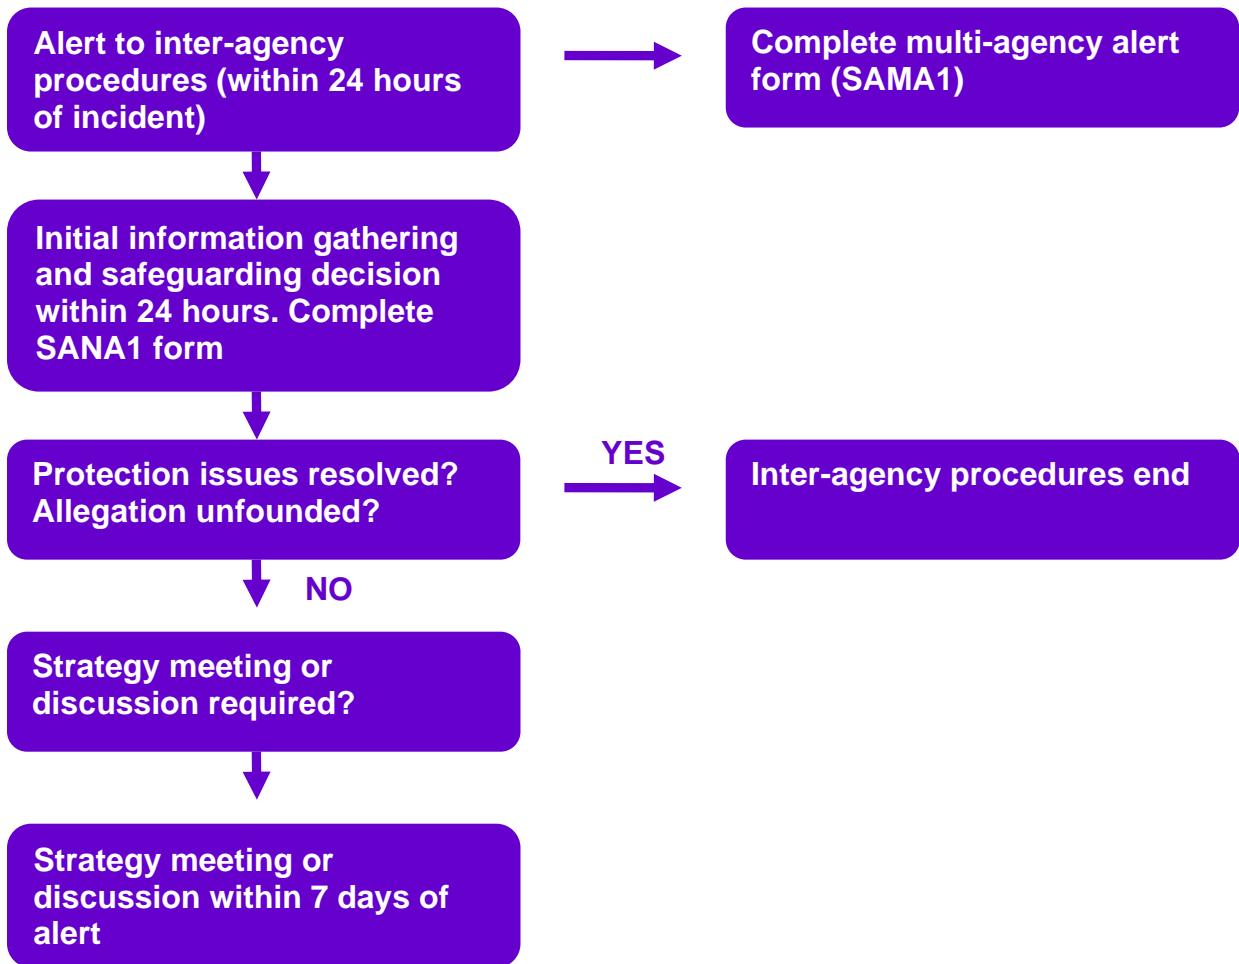 Alert to inter-agency
procedures (within 24 hours
of incident)
Complete multi-agency alert
form (SAMA1)
Initial information gathering
and safeguarding decision
within 24 hours. Complete
SANA1 form
Protection issues resolved?
Allegation unfounded?
YES
Inter-agency procedures end
NO
Strategy meeting or
discussion required?
Strategy meeting or
discussion within 7 days of
alert